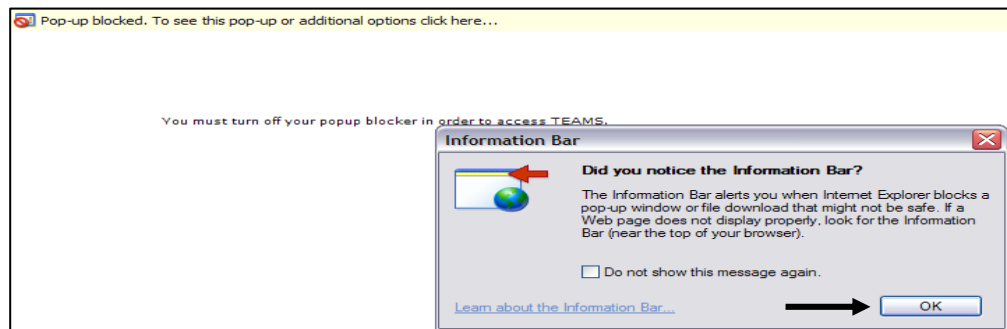 Pop-up blocked. To see this pop-up or additional options click here...
You must turn off your popup blocker in order to access TEAMS.
Information Bar
Did you notice the Information Bar?
The Information Bar alerts you when Internet Explorer blocks a
pop-up window or file download that might not be safe. If a
Web page does not display properly, look for the Information
Bar (near the top of your browser).
Do not show this message again.
Learn about the Information Bar...
OK